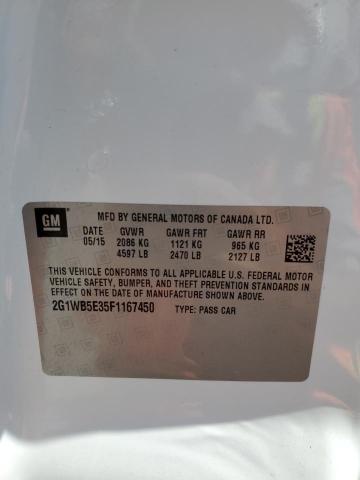 GM
MFD BY GENERAL MOTORS OF CANADA LTD.
DATE GVWR GAWR FRT GAWR RR
05/15 2086 KG 1121 KG 965 KG
4597 LB 2470 LB 2127 LB
THIS VEHICLE CONFORMS TO ALL APPLICABLE U.S. FEDERAL MOTOR
VEHICLE SAFETY, BUMPER, AND THEFT PREVENTION STANDARDS IN
EFFECT ON THE DATE OF MANUFACTURE SHOWN ABOVE.
2G1WB5E35F1167450 TYPE: PASS CAR